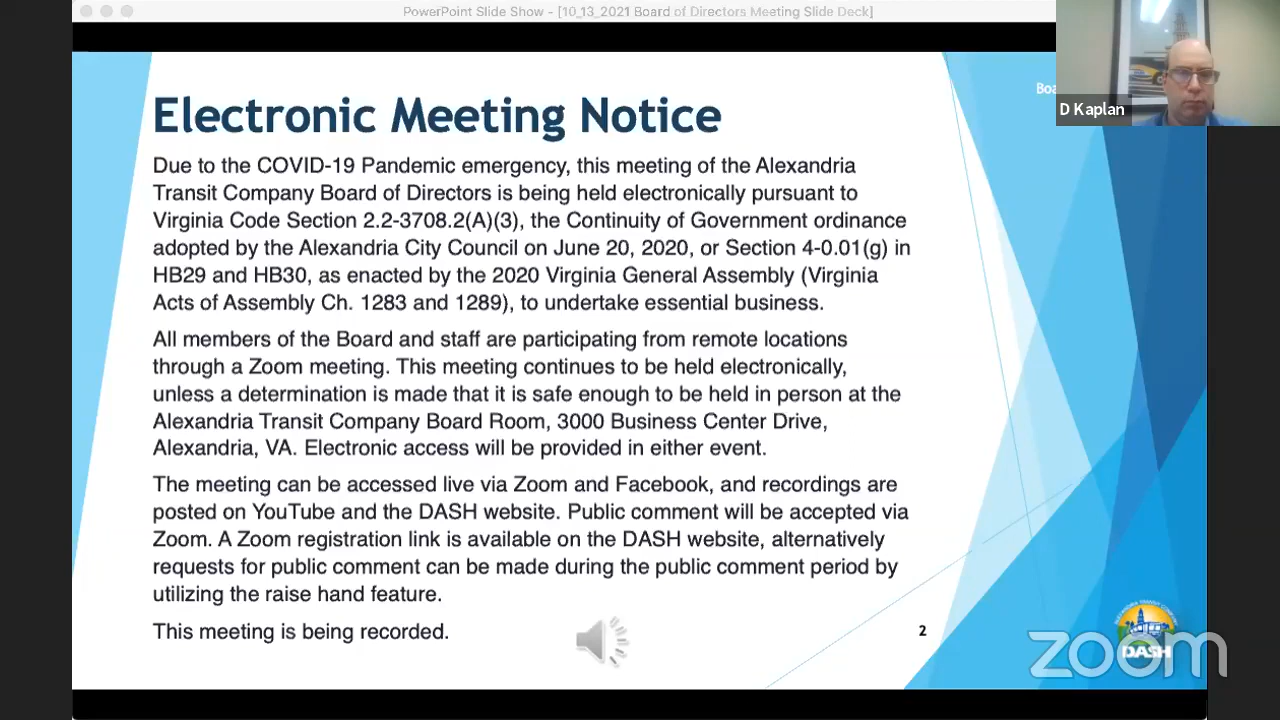 PowerPoint Slide Show - [10_13_2021 Board of Directors Meeting Slide Deck]
D Kaplan
Electronic Meeting Notice
Due to the COVID-19 Pandemic emergency, this meeting of the Alexandria
Transit Company Board of Directors is being held electronically pursuant to
Virginia Code Section 2.2-3708.2(A)(3), the Continuity of Government ordinance
adopted by the Alexandria City Council on June 20, 2020, or Section 4-0.01(g) in
HB29 and HB30, as enacted by the 2020 Virginia General Assembly (Virginia
Acts of Assembly Ch. 1283 and 1289), to undertake essential business.
All members of the Board and staff are participating from remote locations
through a Zoom meeting. This meeting continues to be held electronically,
unless a determination is made that it is safe enough to be held in person at the
Alexandria Transit Company Board Room, 3000 Business Center Drive,
Alexandria, VA. Electronic access will be provided in either event.
The meeting can be accessed live via Zoom and Facebook, and recordings are
posted on YouTube and the DASH website. Public comment will be accepted via
Zoom. A Zoom registration link is available on the DASH website, alternatively
requests for public comment can be made during the public comment period by
utilizing the raise hand feature.
This meeting is being recorded.
2
DASH
zoom